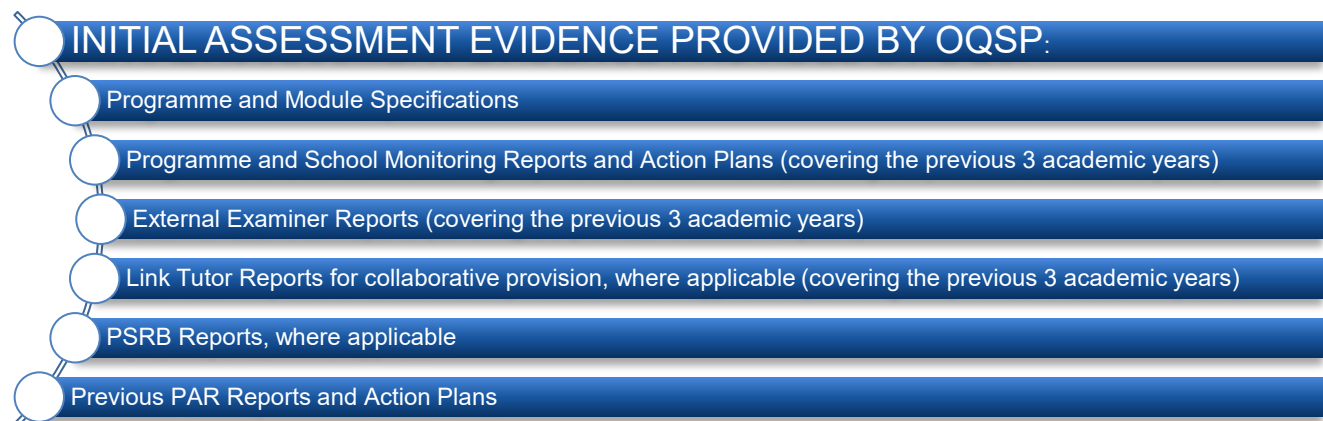 INITIAL ASSESSMENT EVIDENCE PROVIDED BY OQSP:
Programme and Module Specifications
Programme and School Monitoring Reports and Action Plans (covering the previous 3 academic years)
External Examiner Reports (covering the previous 3 academic years)
Link Tutor Reports for collaborative provision, where applicable (covering the previous 3 academic years)
PSRB Reports, where applicable
Previous PAR Reports and Action Plans